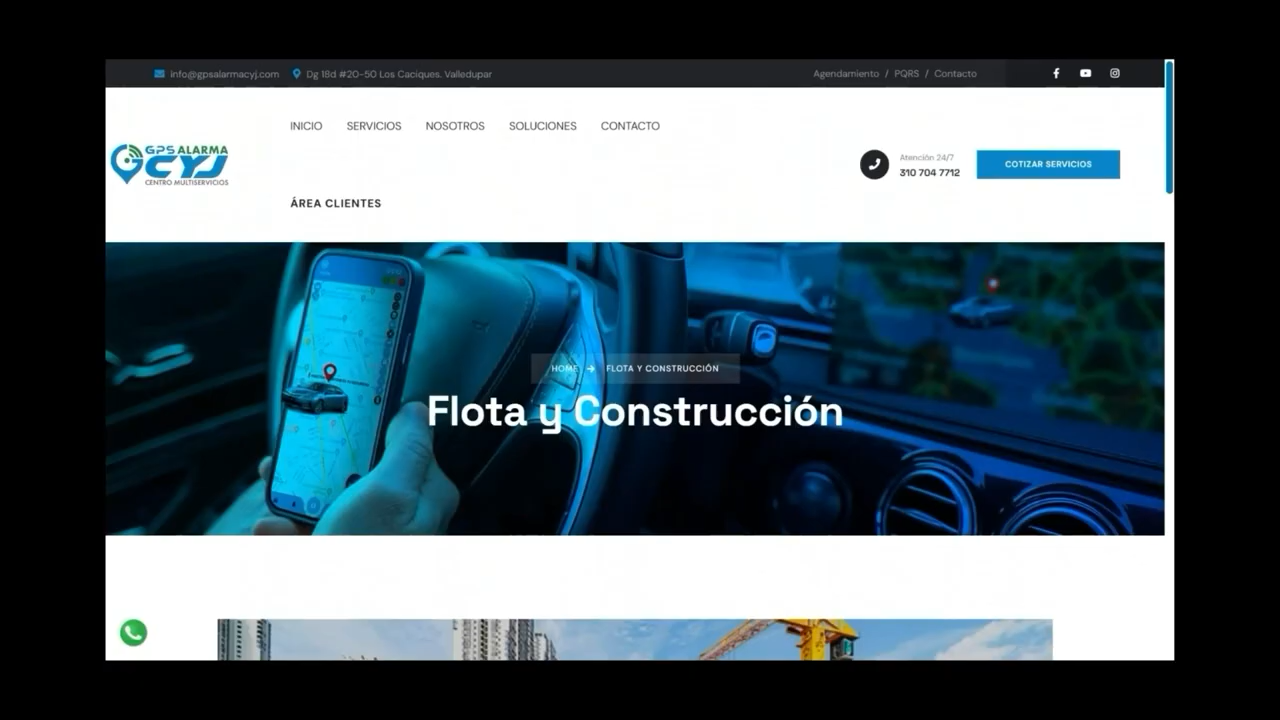 info@gpsalarmacyj.com Dg 18d #20-50 Los Caciques. Valledupar Agendamiento / PQRS / Contacto
INICIO SERVICIOS NOSOTROS SOLUCIONES CONTACTO
GPS ALARMA
CYJ
CENTRO MULTISERVICIOS
Atención 24/7
310 704 7712
COTIZAR SERVICIOS
ÁREA CLIENTES
HOME → FLOTA Y CONSTRUCCIÓN
Flota y Construcción